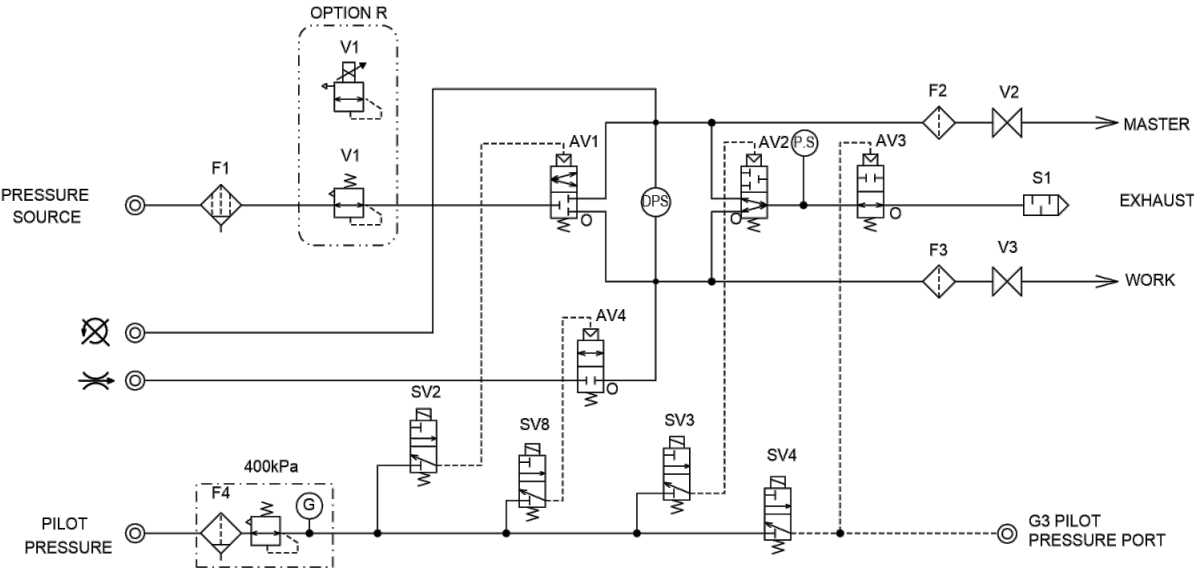 OPTION R
V1
F2
V2
MASTER
AV1
AV2
P.S
AV3
F1
V1
PRESSURE
SOURCE
DPS
S1
EXHAUST
O
O
O
F3
V3
WORK
AV4
O
SV2
SV8
SV3
SV4
400kPa
F4
G
PILOT
PRESSURE
G3 PILOT
PRESSURE PORT